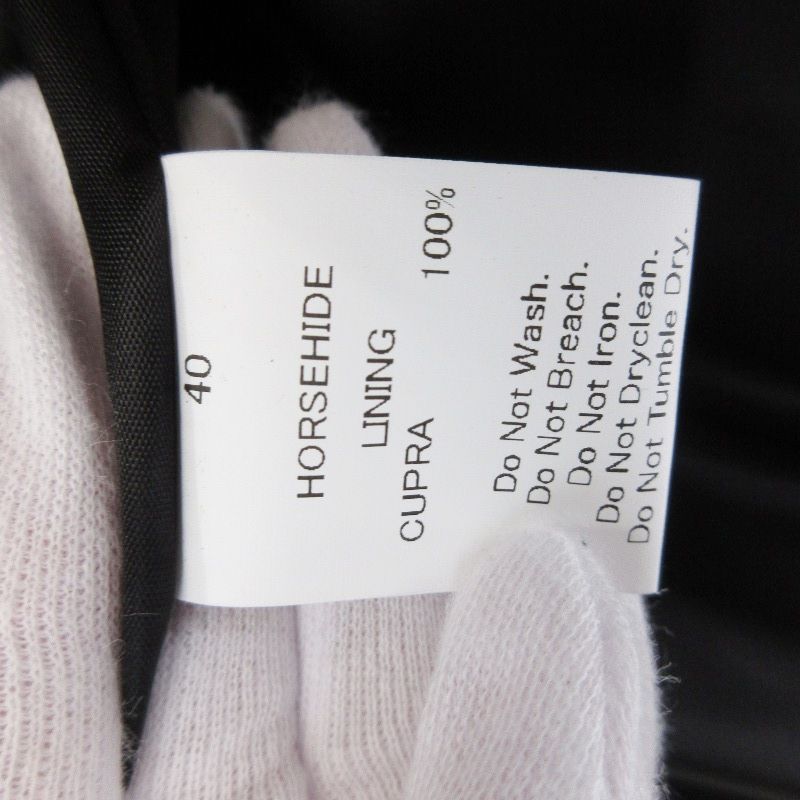 40
HORSEHIDE
LINING
CUPRA 100%
Do Not Wash.
Do Not Breach.
Do Not Iron.
Do Not Dryclean.
Do Not Tumble Dry.